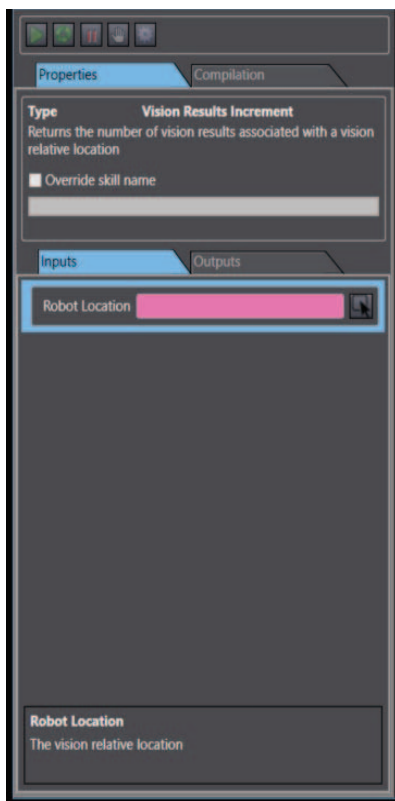 Properties Compilation
Type Vision Results Increment
Returns the number of vision results associated with a vision
relative location
Override skill name
Inputs Outputs
Robot Location
Robot Location
The vision relative location